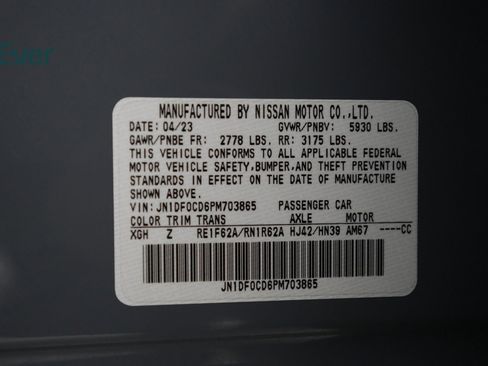 Ever
MANUFACTURED BY NISSAN MOTOR CO.,LTD.
DATE: 04/23 GVWR/PNBV: 5930 LBS.
GAWR/PNBE FR: 2778 LBS. RR: 3175 LBS.
THIS VEHICLE CONFORMS TO ALL APPLICABLE FEDERAL
MOTOR VEHICLE SAFETY,BUMPER,AND THEFT PREVENTION
STANDARDS IN EFFECT ON THE DATE OF MANUFACTURE
SHOWN ABOVE.
VIN: JN1DF0CD6PM703865 PASSENGER CAR
COLOR TRIM TRANS AXLE MOTOR
XGH Z RE1F62A/RN1R62A HJ42/HN39 AM67 ----CC
JN1DF0CD6PM703865